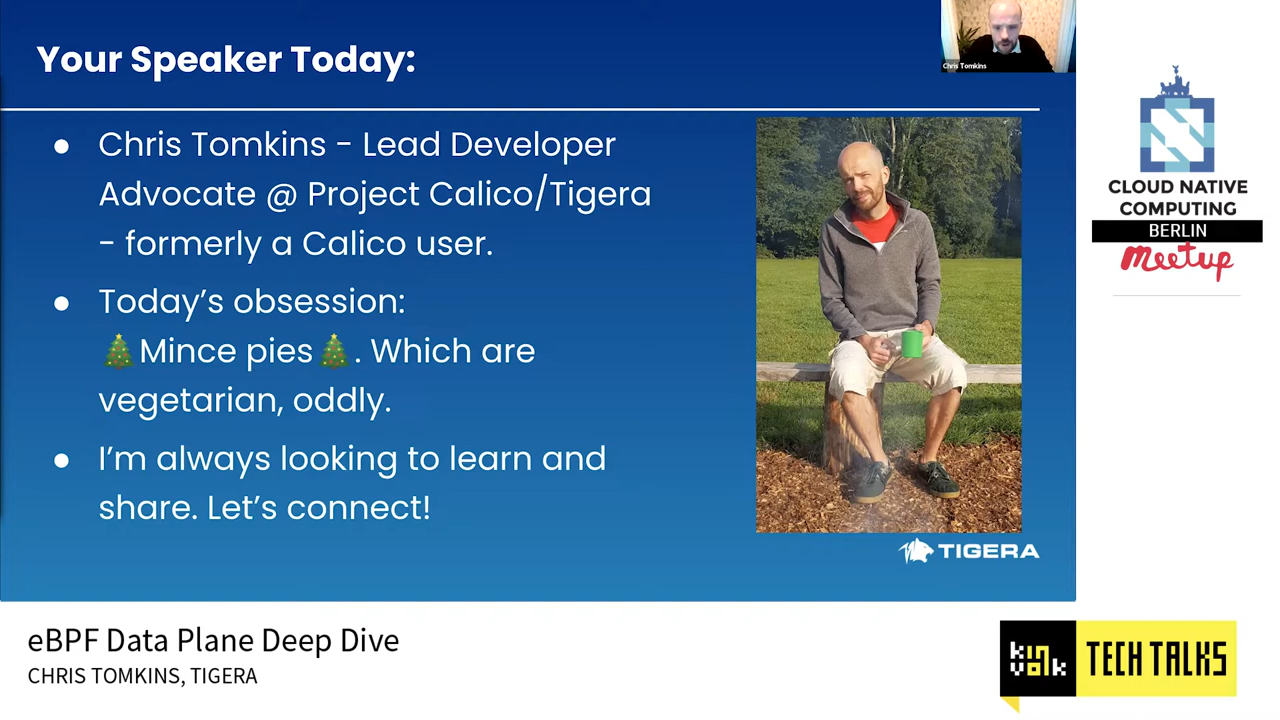 Your Speaker Today:
Chris Tomkins
● Chris Tomkins - Lead Developer
Advocate @ Project Calico/Tigera
- formerly a Calico user.
● Today's obsession:
🎄Mince pies🎄. Which are
vegetarian, oddly.
● I'm always looking to learn and
share. Let's connect!
TIGERA
CLOUD NATIVE
COMPUTING
BERLIN
Meetup
eBPF Data Plane Deep Dive
CHRIS TOMKINS, TIGERA
kinvolk
TECH TALKS